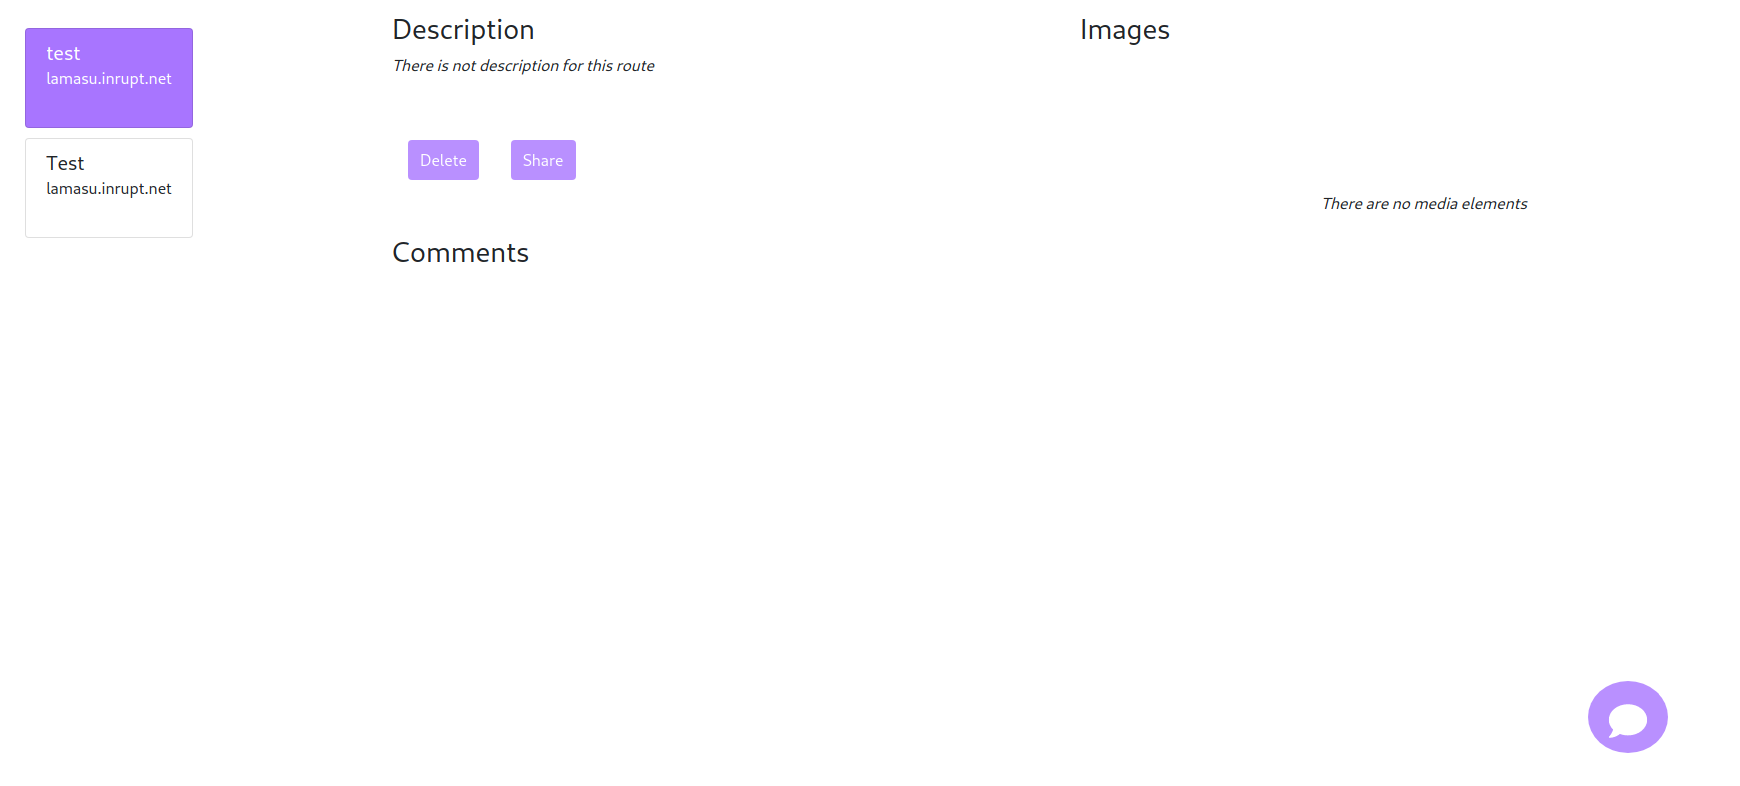 test
lamasu.inrupt.net
Test
lamasu.inrupt.net
Description
There is not description for this route
Delete
Share
Comments
Images
There are no media elements